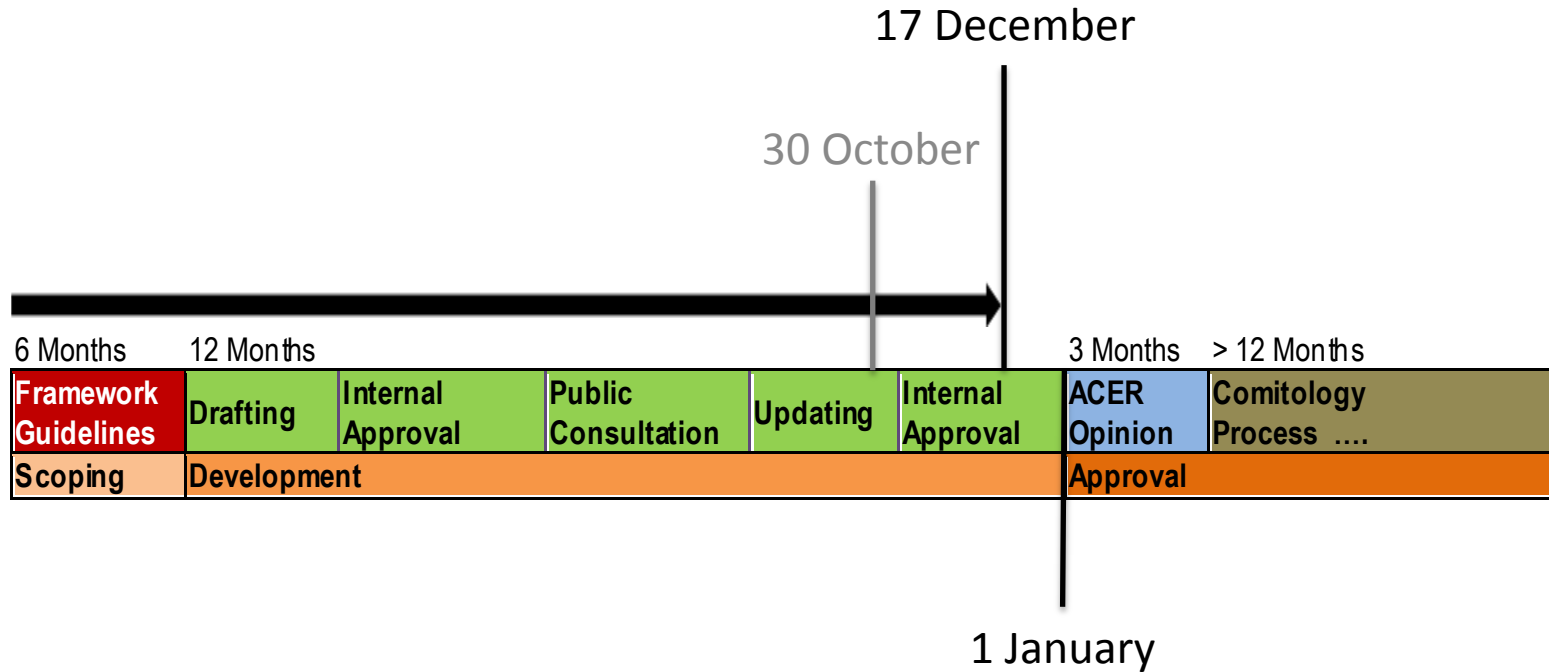 17 December
30 October
6 Months 12 Months 3 Months > 12 Months
Framework
Guidelines
Drafting
Internal
Approval
Public
Consultation
Updating
Internal
Approval
ACER
Opinion
Comitology
Process ....
Scoping Development Approval
1 January